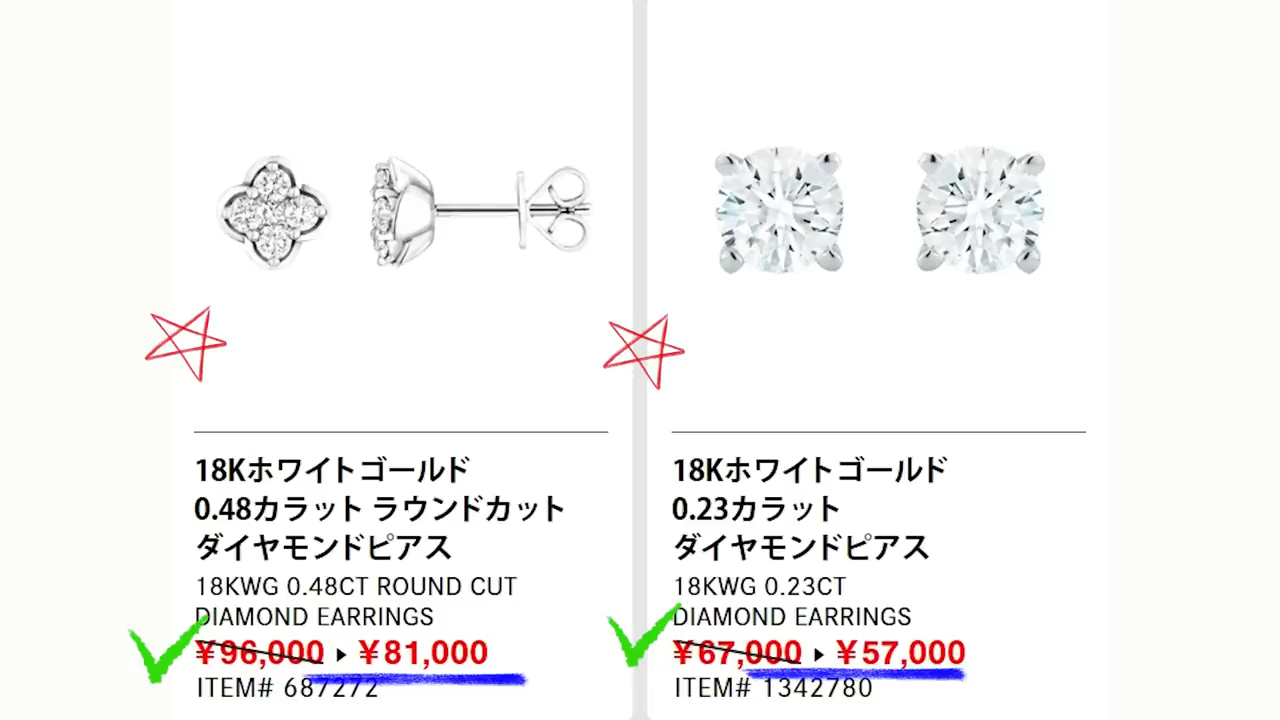 18Kホワイトゴールド
0.48カラット ラウンドカット
ダイヤモンドピアス
18KWG 0.48CT ROUND CUT
DIAMOND EARRINGS
¥96,000 ▶ ¥81,000
ITEM# 687272
18Kホワイトゴールド
0.23カラット
ダイヤモンドピアス
18KWG 0.23CT
DIAMOND EARRINGS
¥67,000 ▶ ¥57,000
ITEM# 1342780